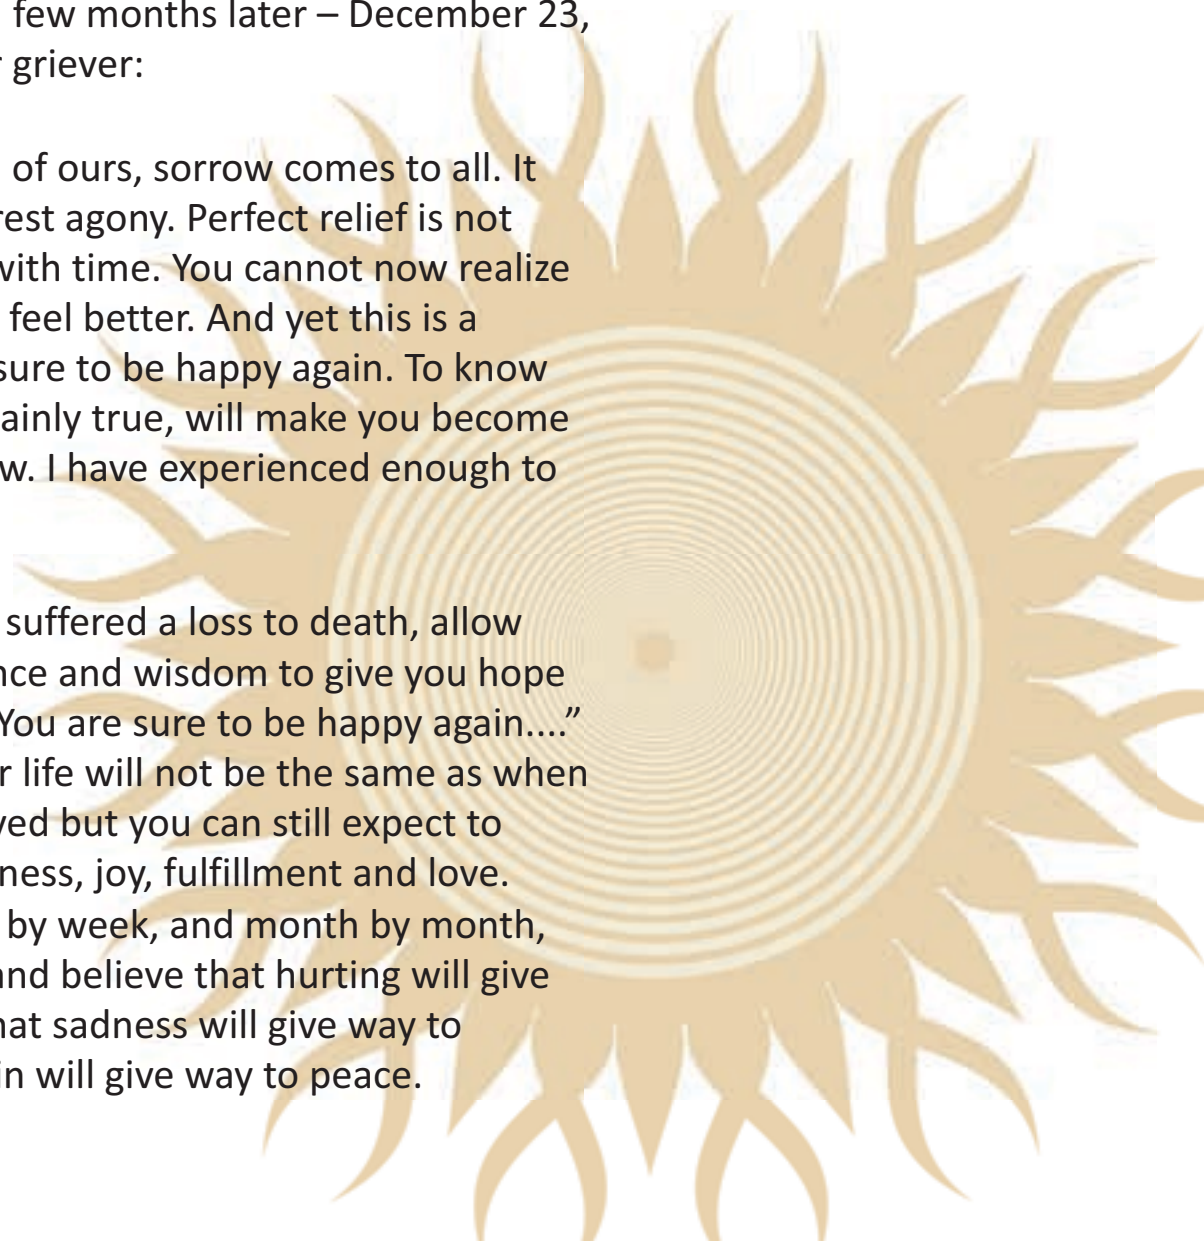 few months later – December 23,
griever:
of ours, sorrow comes to all. It
rest agony. Perfect relief is not
with time. You cannot now realize
feel better. And yet this is a
sure to be happy again. To know
ainly true, will make you become
w. I have experienced enough to
suffered a loss to death, allow
nce and wisdom to give you hope
You are sure to be happy again....”
r life will not be the same as when
ved but you can still expect to
ness, joy, fulfillment and love.
by week, and month by month,
and believe that hurting will give
hat sadness will give way to
in will give way to peace.